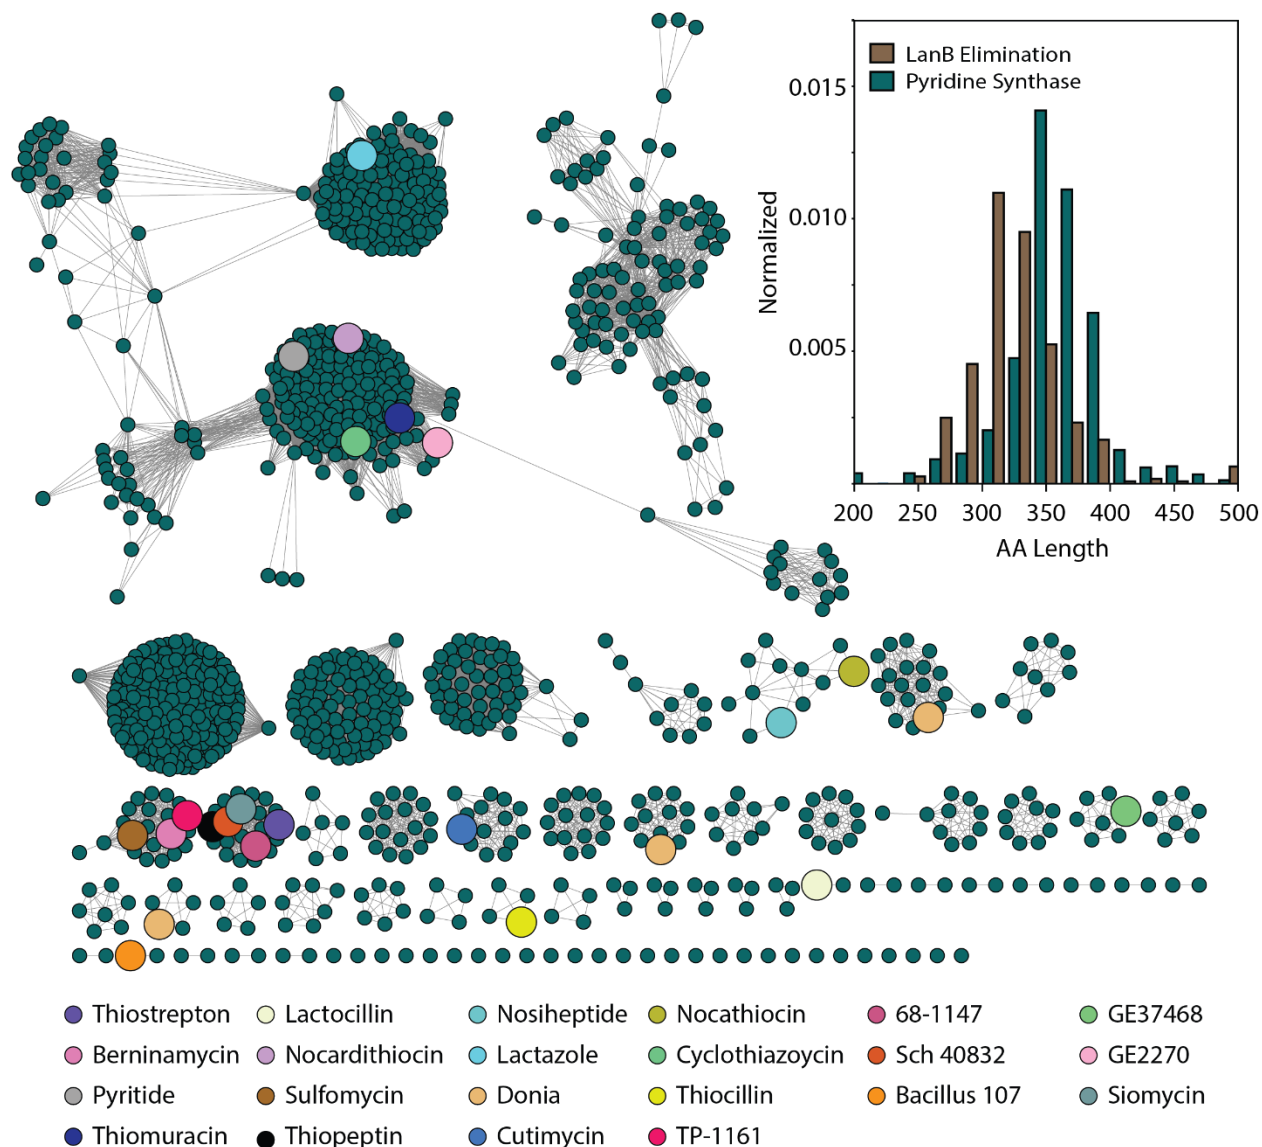 LanB Elimination
Pyridine Synthase
0.015
0.010
0.005
Normalized
200 250 300 350 400 450 500
AA Length
Thiostrepton Lactocillin Nosiheptide Nocathiocin 68-1147 GE37468
Berninamycin Nocardithiocin Lactazole Cyclothiazoycin Sch 40832 GE2270
Pyritide Sulfomycin Donia Thiocillin Bacillus 107 Siomycin
Thiomuracin Thiopeptin Cutimycin TP-1161